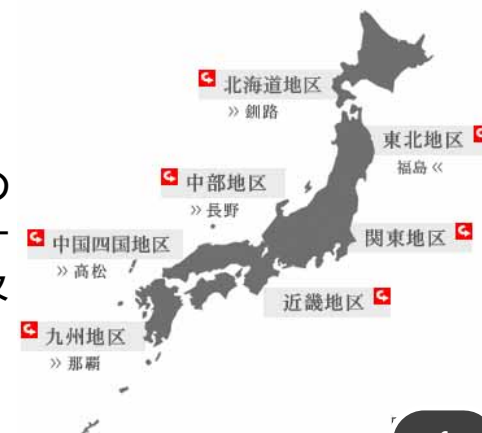 北海道地区
» 釧路
東北地区
福島 «
の
中部地区
» 長野
中国四国地区
»高松
関東地区
近畿地区
九州地区
» 那覇